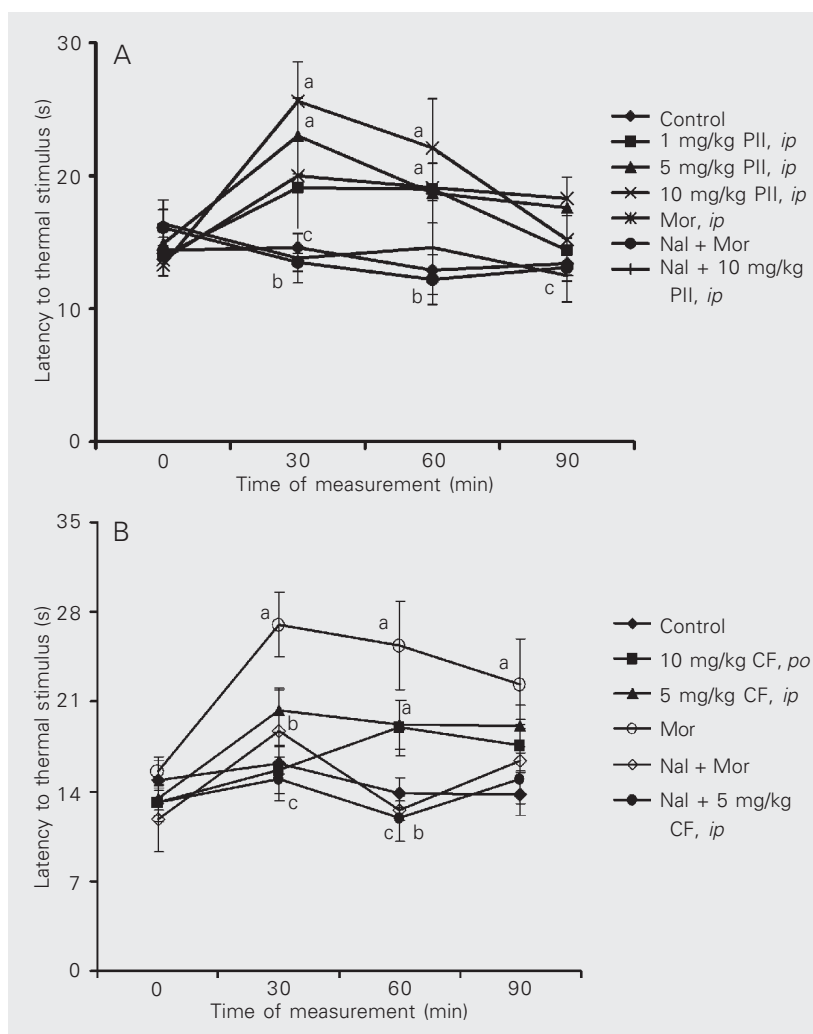 A
30
20
10
0
Latency to thermal stimulus (s)
a
a
a
a
c
b
b
c
0 30 60 90
Time of measurement (min)
Control
1 mg/kg PII, ip
5 mg/kg PII, ip
10 mg/kg PII, ip
Mor, ip
Nal + Mor
Nal + 10 mg/kg
PII, ip
B
35
28
21
14
7
0
Latency to thermal stimulus (s)
a
a
a
a
b
c
c b
0 30 60 90
Time of measurement (min)
Control
10 mg/kg CF, po
5 mg/kg CF, ip
Mor
Nal + Mor
Nal + 5 mg/kg
CF, ip